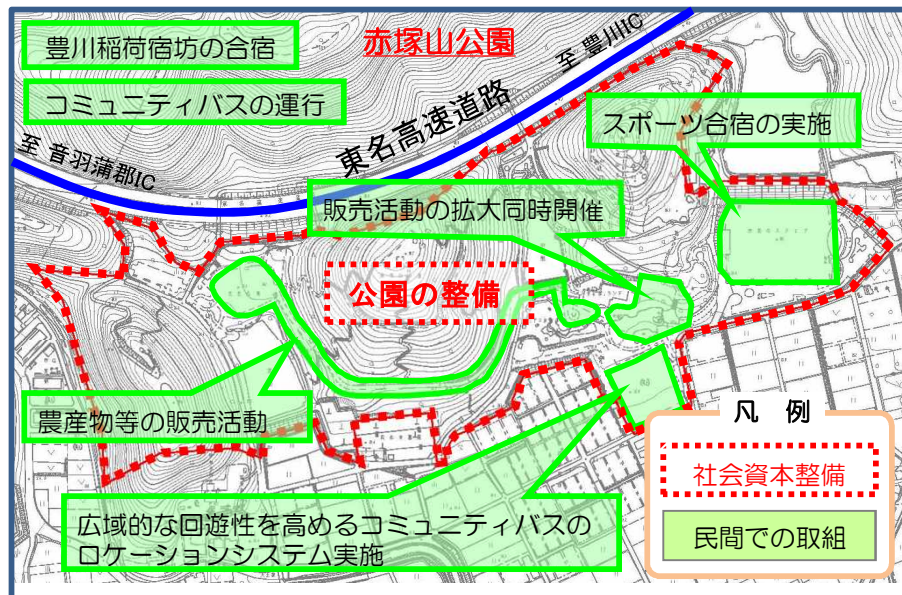 豊川稲荷宿坊の合宿
赤塚山公園
至 豊川IC
コミュニティバスの運行
東名高速道路
スポーツ合宿の実施
至 音羽蒲郡IC
販売活動の拡大同時開催
公園の整備
農産物等の販売活動
凡 例
社会資本整備
広域的な回遊性を高めるコミュニティバスの
ロケーションシステム実施
民間での取組